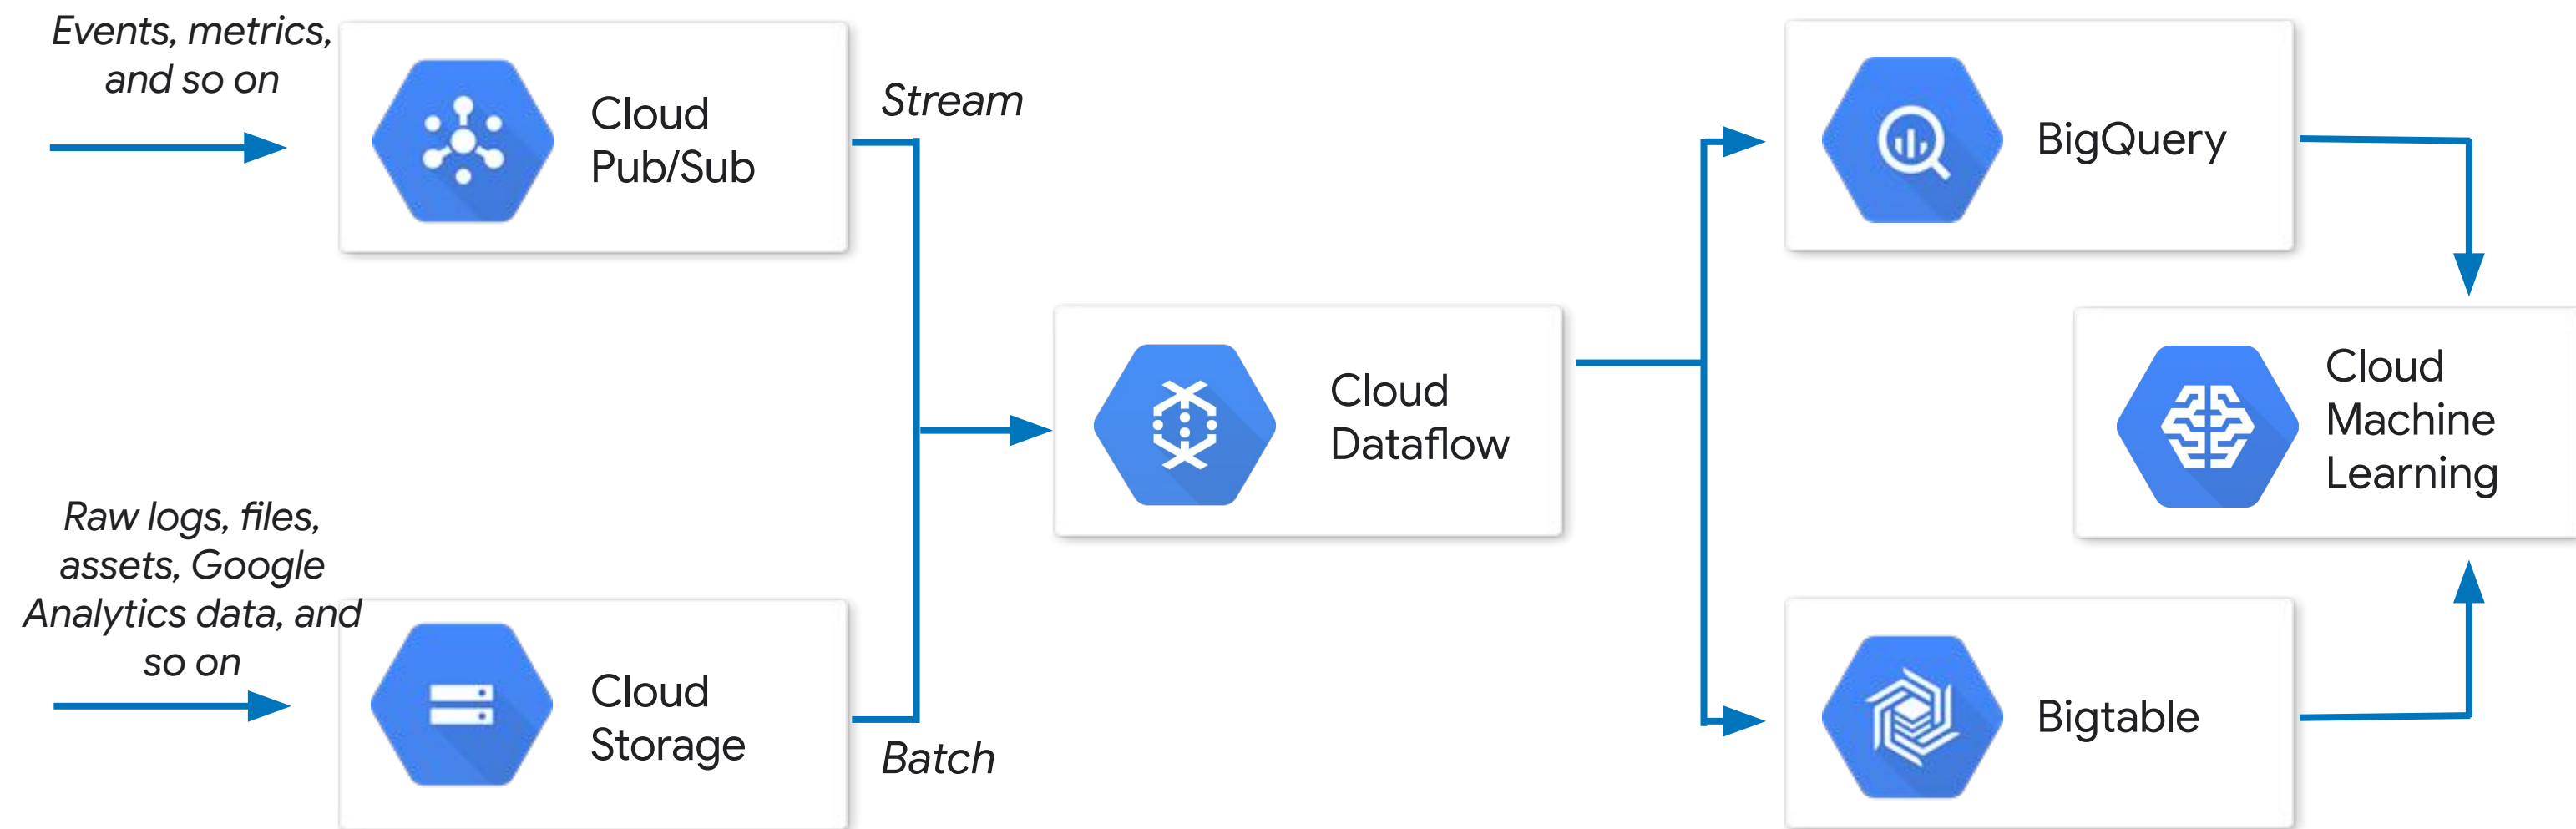 Events, metrics,
and so on
Cloud
Pub/Sub
Stream
BigQuery
Cloud
Dataflow
Cloud
Machine
Learning
Raw logs, files,
assets, Google
Analytics data, and
so on
Cloud
Storage
Batch
Bigtable